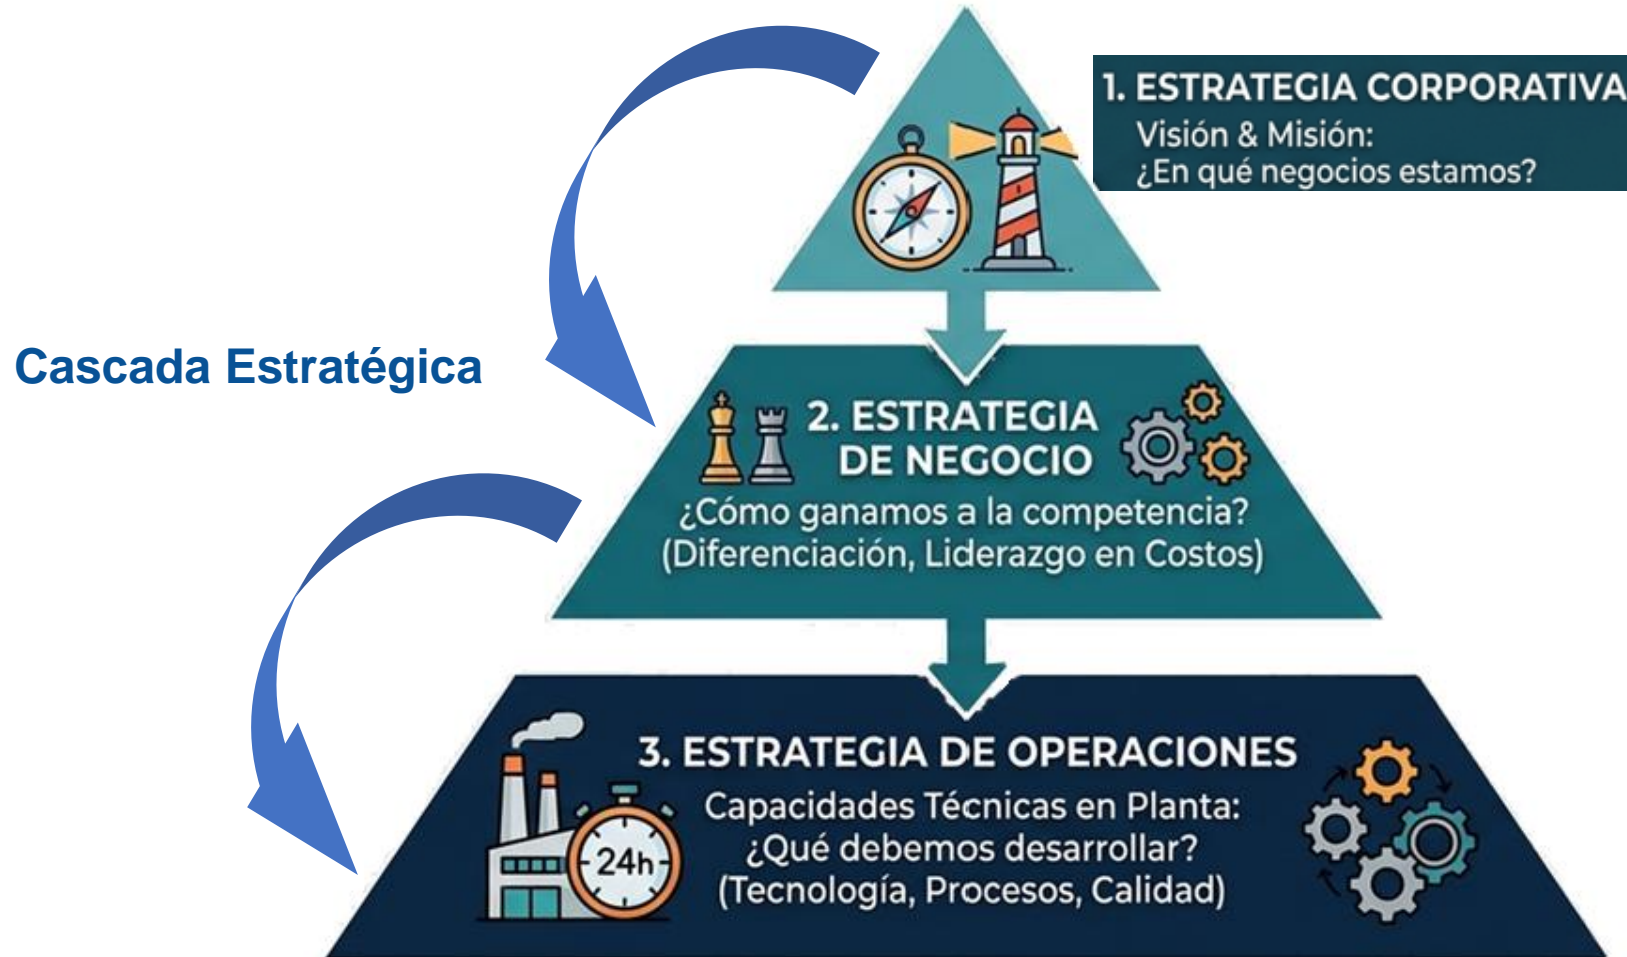 1. ESTRATEGIA CORPORATIVA
Visión & Misión:
¿En qué negocios estamos?
Cascada Estratégica
2. ESTRATEGIA
DE NEGOCIO
¿Cómo ganamos a la competencia?
(Diferenciación, Liderazgo en Costos)
3. ESTRATEGIA DE OPERACIONES
Capacidades Técnicas en Planta:
¿Qué debemos desarrollar?
(Tecnología, Procesos, Calidad)
24h